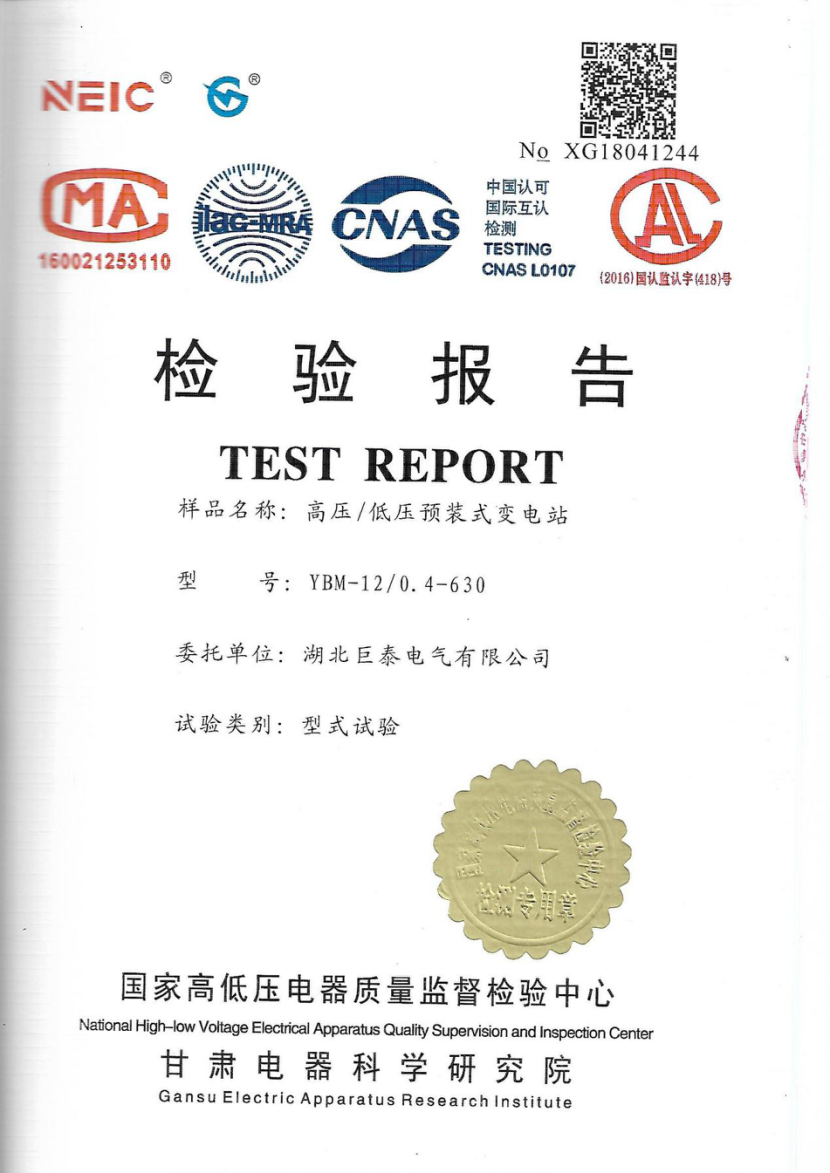 NEIC ® ®
No XG18041244
MA
ilac-MRA
CNAS
中国认可
国际互认
检测
TESTING
CNAS L0107
CAL
160021253110
(2016)国认监认字(418)号
检验报告
TEST REPORT
样品名称：高压/低压预装式变电站
型号：YBM-12/0.4-630
委托单位：湖北巨泰电气有限公司
试验类别：型式试验
检测专用章
国家高低压电器质量监督检验中心
National High-low Voltage Electrical Apparatus Quality Supervision and Inspection Center
甘肃电器科学研究院
Gansu Electric Apparatus Research Institute